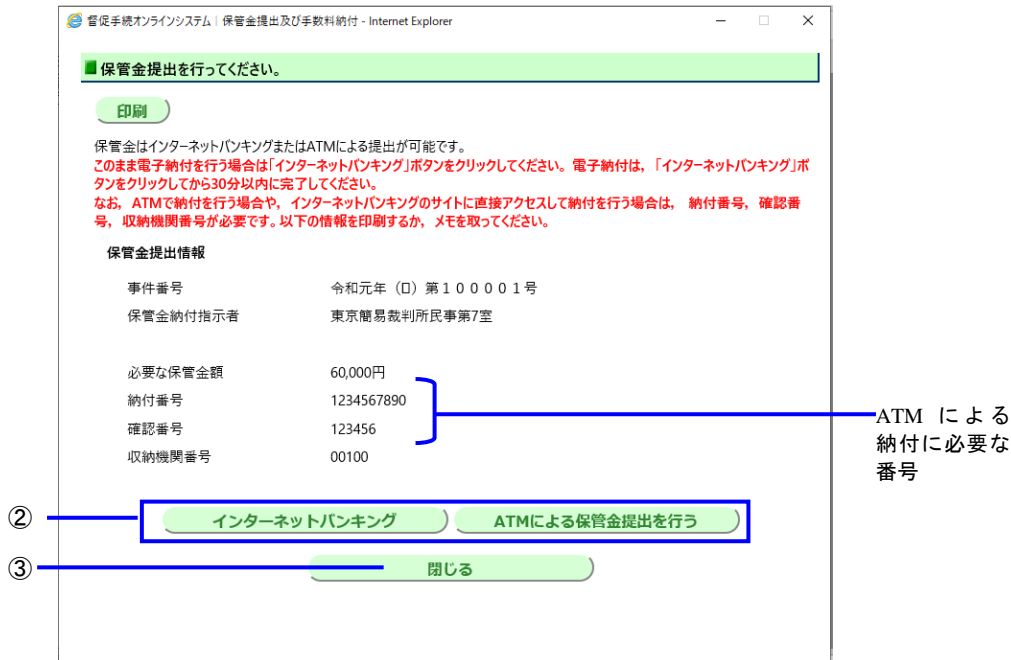 督促手続オンラインシステム | 保管金提出及び手数料納付 - Internet Explorer
保管金提出を行ってください。
印刷
保管金はインターネットバンキングまたはATMによる提出が可能です。
このまま電子納付を行う場合は「インターネットバンキング」ボタンをクリックしてください。電子納付は，「インターネットバンキング」ボ
タンをクリックしてから30分以内に完了してください。
なお，ATMで納付を行う場合や，インターネットバンキングのサイトに直接アクセスして納付を行う場合は， 納付番号，確認番
号，収納機関番号が必要です。以下の情報を印刷するか，メモを取ってください。
保管金提出情報
事件番号 令和元年（ロ）第１００００１号
保管金納付指示者 東京簡易裁判所民事第7室
必要な保管金額 60,000円
納付番号 1234567890
確認番号 123456
収納機関番号 00100
ATM による
納付に必要な
番号
② インターネットバンキング ATMによる保管金提出を行う
③ 閉じる